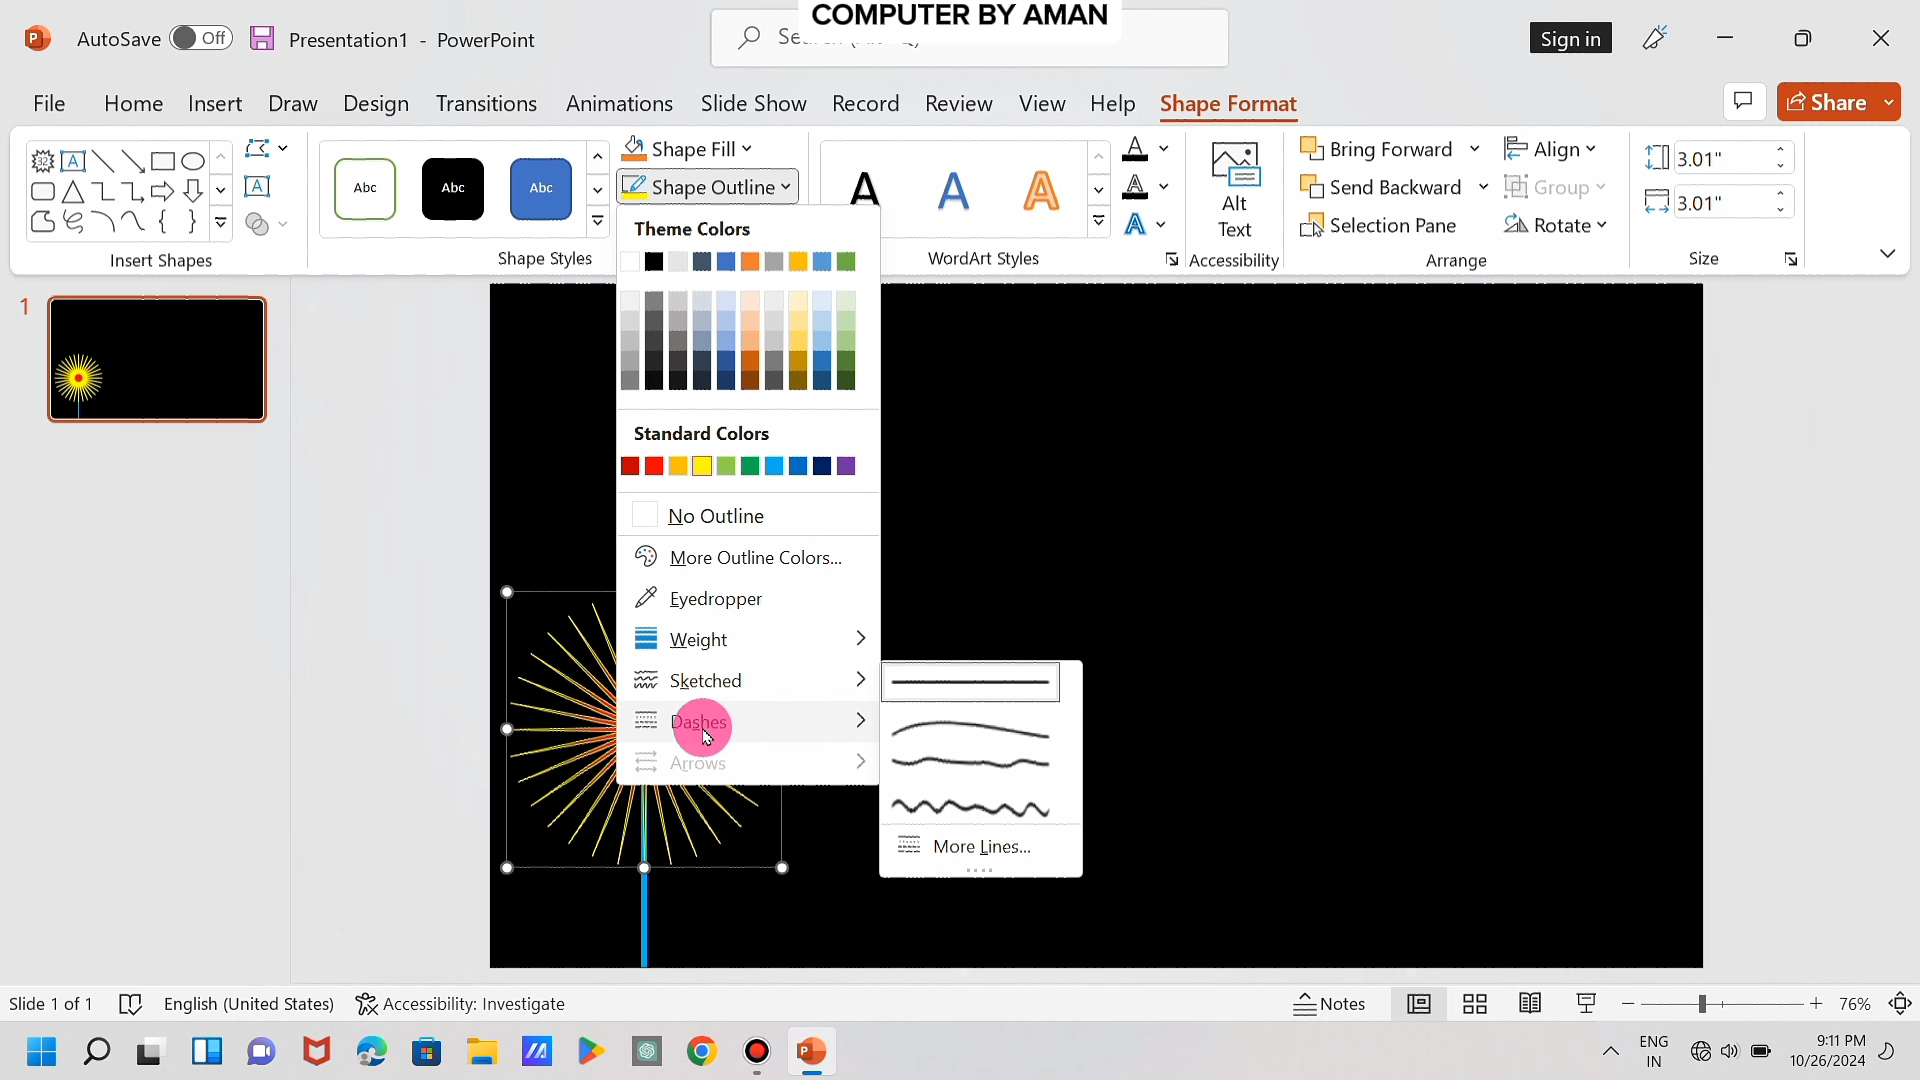 COMPUTER BY AMAN
AutoSave Off Presentation1 - PowerPoint
Sign in
File Home Insert Draw Design Transitions Animations Slide Show Record Review View Help Shape Format
Share
Abc Abc Abc
Shape Fill
Shape Outline
A A A
Alt
Text
Bring Forward
Send Backward
Selection Pane
Align
Group
Rotate
3.01"
3.01"
Insert Shapes
Shape Styles
WordArt Styles
Accessibility
Arrange
Size
1
Theme Colors
Standard Colors
No Outline
More Outline Colors...
Eyedropper
Weight
Sketched
Dashes
Arrows
More Lines...
Slide 1 of 1 English (United States) Accessibility: Investigate
Notes
76%
ENG
IN
9:11 PM
10/26/2024